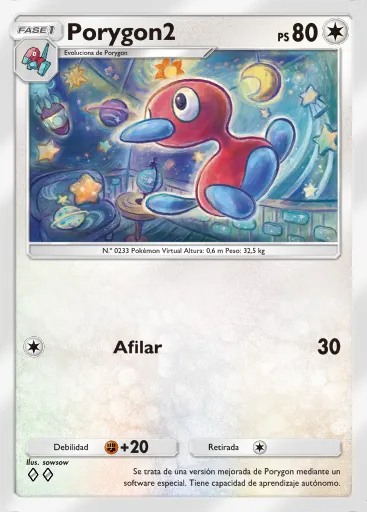 FASE 1
Porygon2
PS 80
Evoluciona de Porygon
N.º 0233 Pokémon Virtual Altura: 0,6 m Peso: 32,5 kg
Afilar 30
Debilidad +20 Retirada
Ilus. sowsow
Se trata de una versión mejorada de Porygon mediante un
software especial. Tiene capacidad de aprendizaje autónomo.